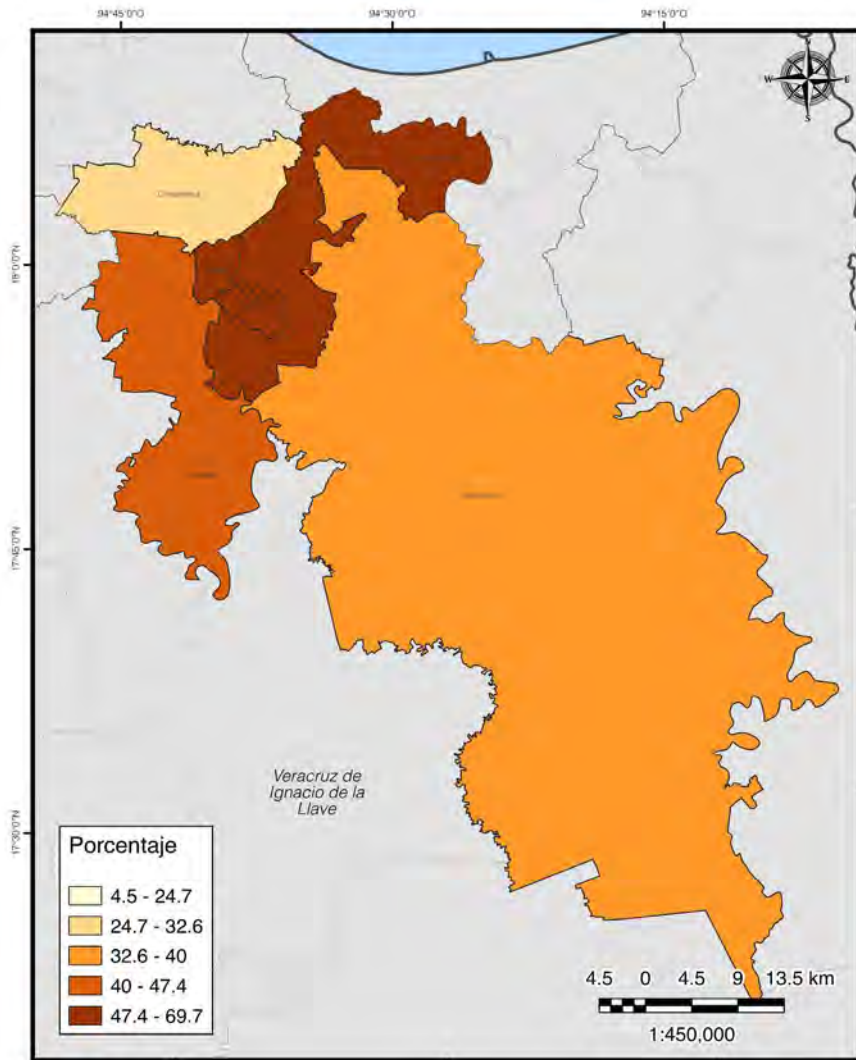 94°45'0"O 94°30'0"O 94°15'0"O
N
W E
S
18°0'0"N
17°45'0"N
17°30'0"N
Veracruz de
Ignacio de la
Llave
Porcentaje
4.5 - 24.7
24.7 - 32.6
32.6 - 40
40 - 47.4
47.4 - 69.7
4.5 0 4.5 9 13.5 km
1:450,000